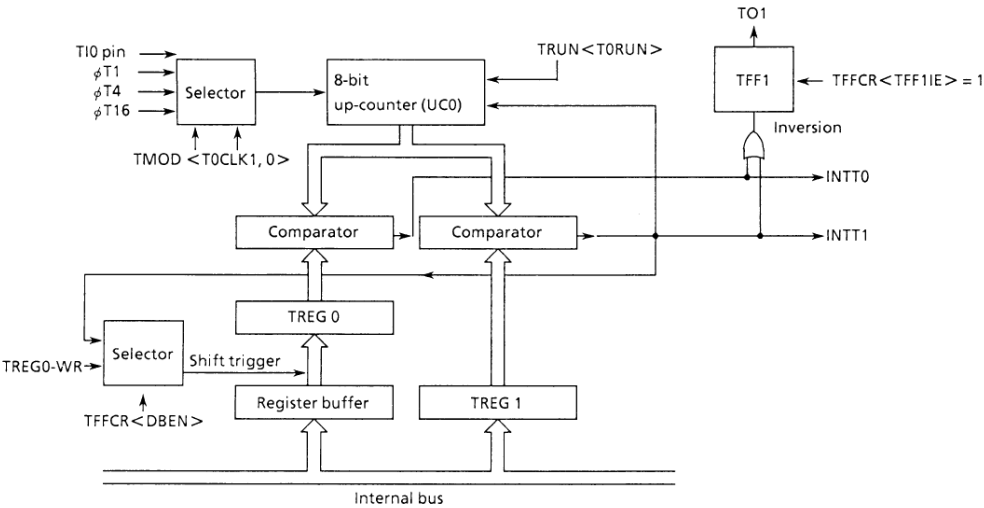 TO1
TI0 pin
ϕT1
ϕT4
ϕT16
Selector
TMOD <T0CLK1, 0>
8-bit
up-counter (UC0)
TRUN<T0RUN>
TFF1
TFFCR<TFF1IE> = 1
Inversion
INTT0
Comparator
Comparator
INTT1
TREG 0
Selector
TREG0-WR
Shift trigger
TFFCR<DBEN>
Register buffer
TREG 1
Internal bus